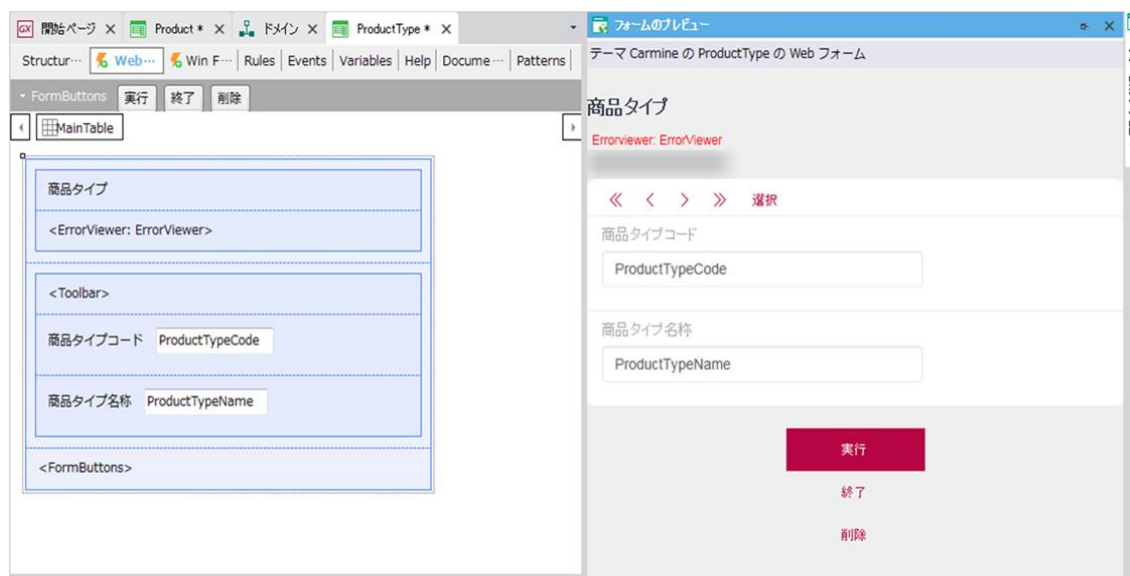 GX 開始ページ X Product * X ドメイン X ProductType * X
Structur… Web… Win F… Rules Events Variables Help Docume… Patterns
FormButtons 実行 終了 削除
MainTable
商品タイプ
<ErrorViewer: ErrorViewer>
<Toolbar>
商品タイプコード ProductTypeCode
商品タイプ名称 ProductTypeName
<FormButtons>
フォームのプレビュー
テーマ Carmine の ProductType の Web フォーム
商品タイプ
Errorviewer: ErrorViewer
選択
商品タイプコード
ProductTypeCode
商品タイプ名称
ProductTypeName
実行
終了
削除